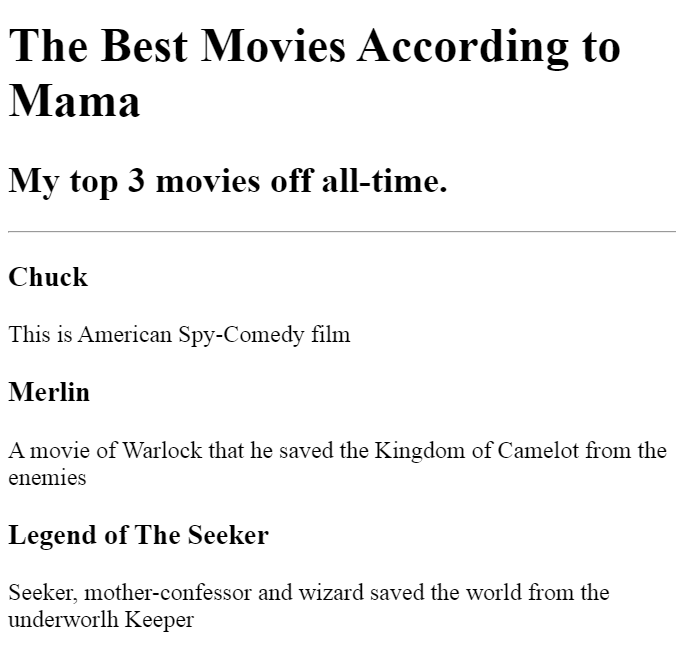 The Best Movies According to
Mama
My top 3 movies off all-time.
Chuck
This is American Spy-Comedy film
Merlin
A movie of Warlock that he saved the Kingdom of Camelot from the
enemies
Legend of The Seeker
Seeker, mother-confessor and wizard saved the world from the
underworlh Keeper